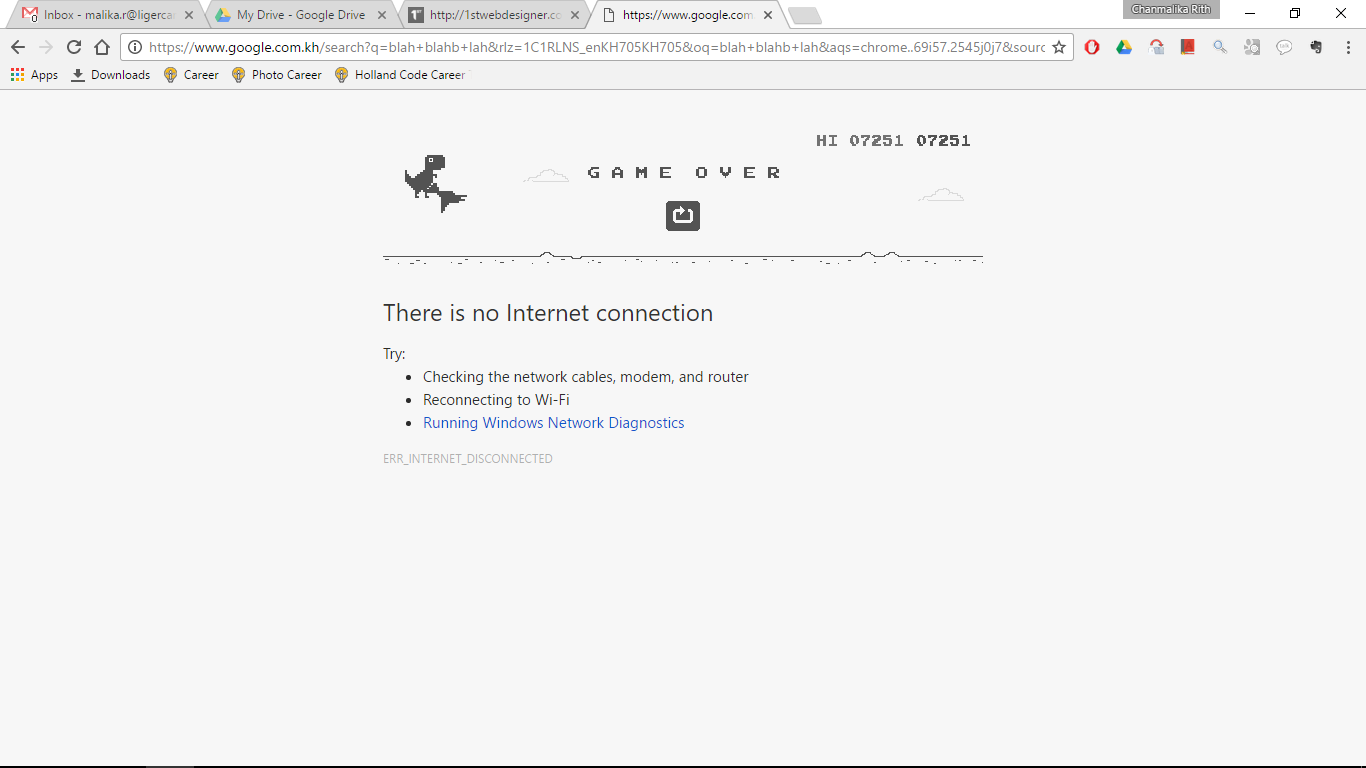 Chanmalika Rith
Inbox - malika.r@ligerca
My Drive - Google Drive
http://1stwebdesigner.co
https://www.google.com
https://www.google.com.kh/search?q=blah+blahb+lah&rlz=1C1RLNS_enKH705KH705&oq=blah+blahb+lah&aqs=chrome..69i57.2545j0j7&sourc
Apps
Downloads
Career
Photo Career
Holland Code Career
HI 07251 07251
GAME OVER
There is no Internet connection
Try:
• Checking the network cables, modem, and router
• Reconnecting to Wi-Fi
• Running Windows Network Diagnostics
ERR_INTERNET_DISCONNECTED